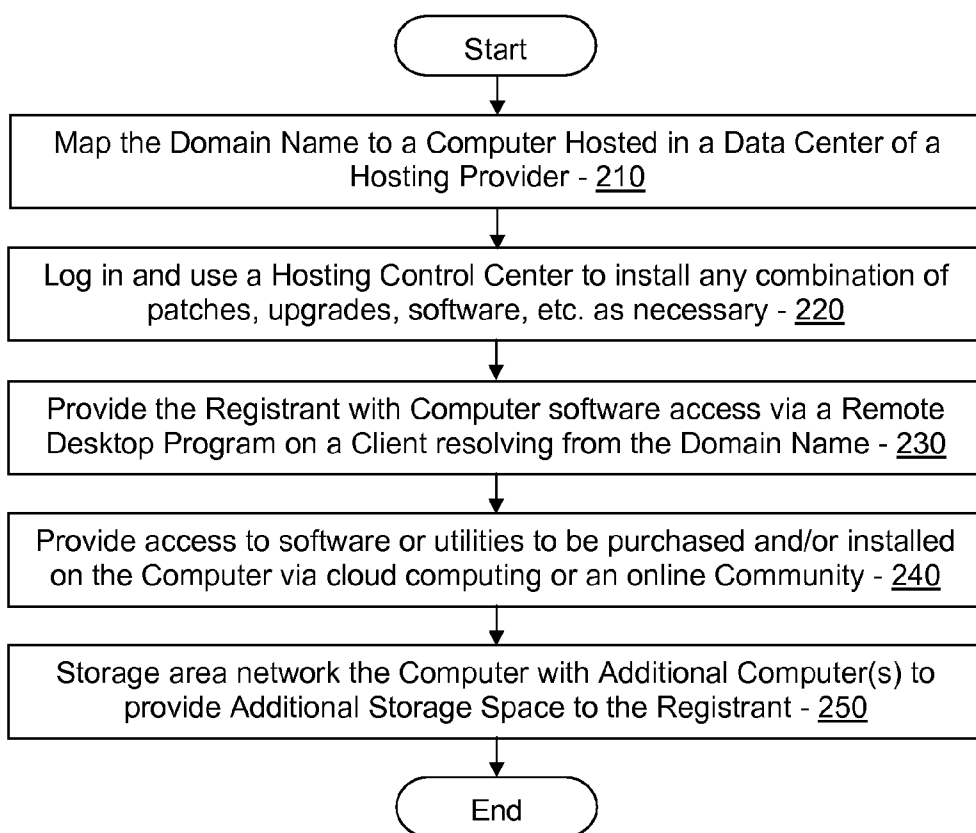 Start
Map the Domain Name to a Computer Hosted in a Data Center of a
Hosting Provider - 210
Log in and use a Hosting Control Center to install any combination of
patches, upgrades, software, etc. as necessary - 220
Provide the Registrant with Computer software access via a Remote
Desktop Program on a Client resolving from the Domain Name - 230
Provide access to software or utilities to be purchased and/or installed
on the Computer via cloud computing or an online Community - 240
Storage area network the Computer with Additional Computer(s) to
provide Additional Storage Space to the Registrant - 250
End